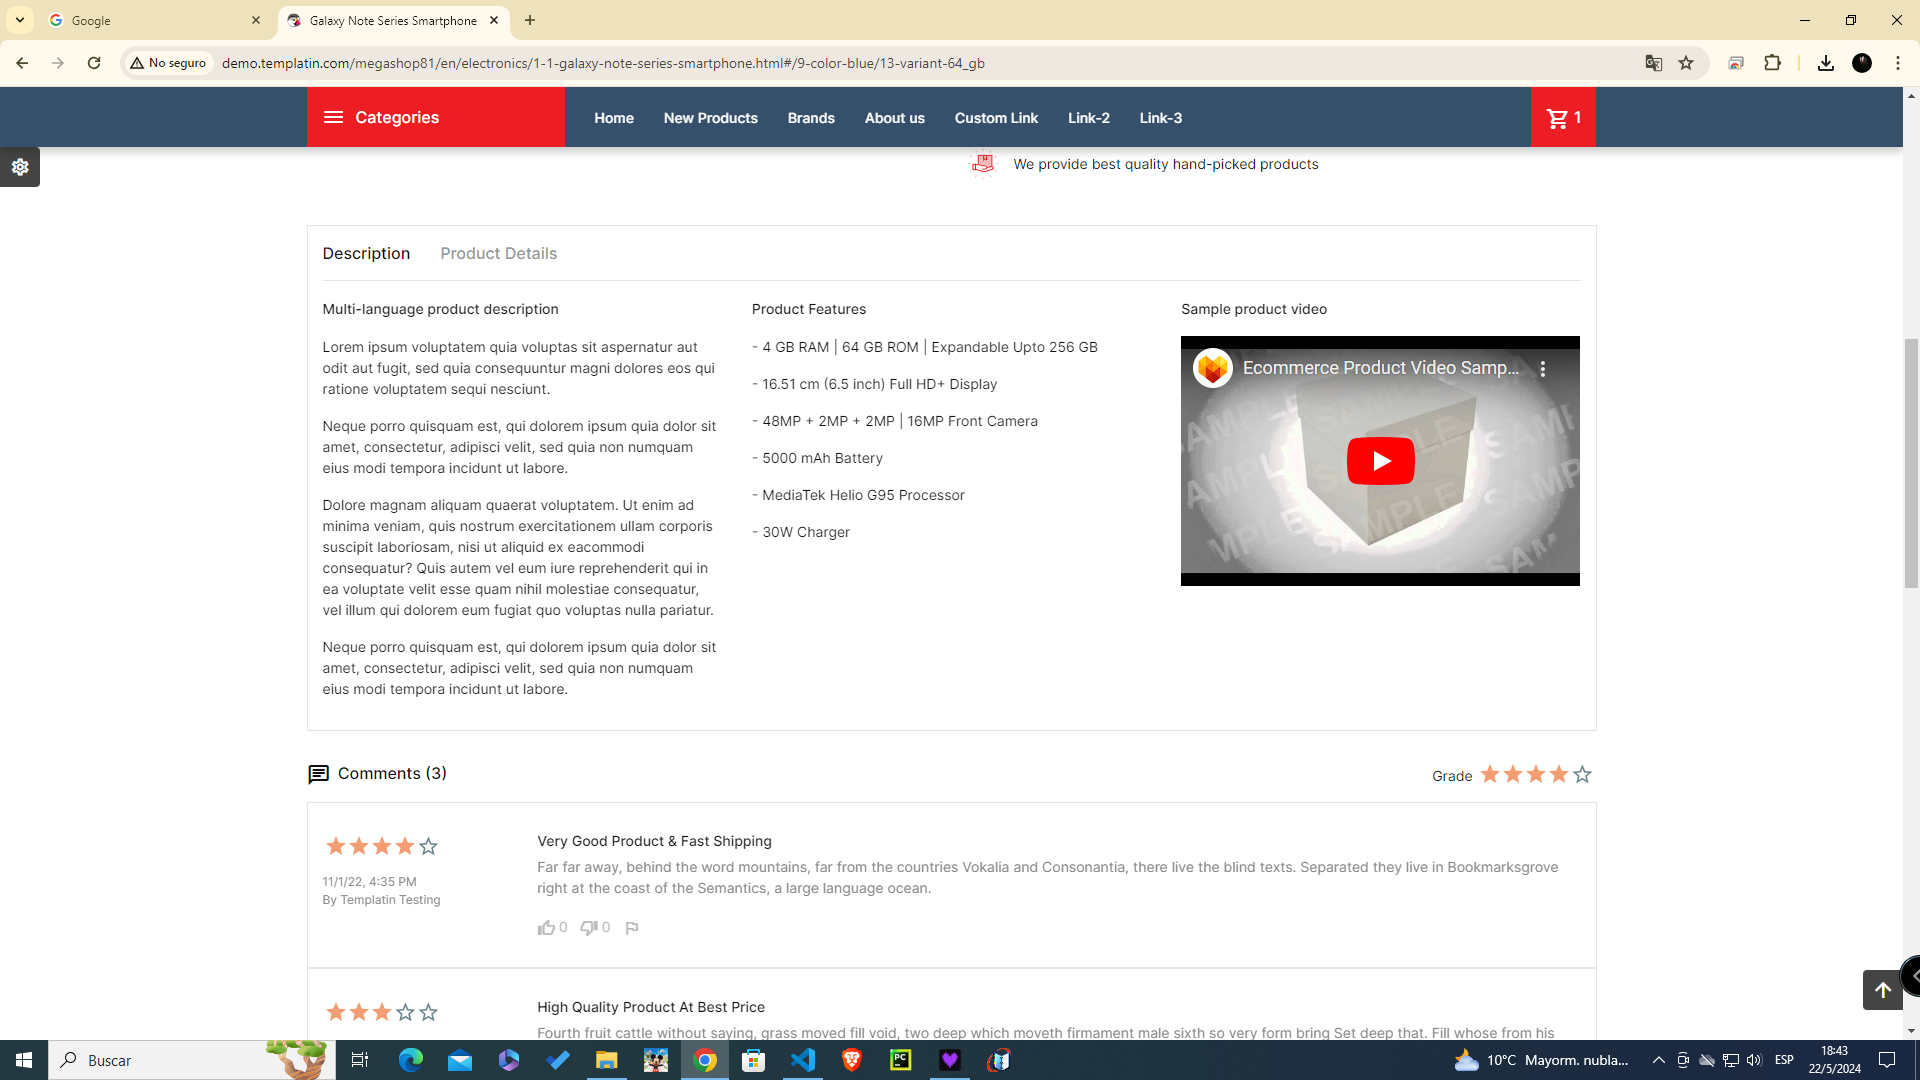 Google
Galaxy Note Series Smartphone
No seguro
demo.templatin.com/megashop81/en/electronics/1-1-galaxy-note-series-smartphone.html#/9-color-blue/13-variant-64_gb
Categories
Home
New Products
Brands
About us
Custom Link
Link-2
Link-3
1
We provide best quality hand-picked products
Description
Product Details
Multi-language product description
Lorem ipsum voluptatem quia voluptas sit aspernatur aut
odit aut fugit, sed quia consequuntur magni dolores eos qui
ratione voluptatem sequi nesciunt.
Neque porro quisquam est, qui dolorem ipsum quia dolor sit
amet, consectetur, adipisci velit, sed quia non numquam
eius modi tempora incidunt ut labore.
Dolore magnam aliquam quaerat voluptatem. Ut enim ad
minima veniam, quis nostrum exercitationem ullam corporis
suscipit laboriosam, nisi ut aliquid ex eacommodi
consequatur? Quis autem vel eum iure reprehenderit qui in
ea voluptate velit esse quam nihil molestiae consequatur,
vel illum qui dolorem eum fugiat quo voluptas nulla pariatur.
Neque porro quisquam est, qui dolorem ipsum quia dolor sit
amet, consectetur, adipisci velit, sed quia non numquam
eius modi tempora incidunt ut labore.
Product Features
- 4 GB RAM | 64 GB ROM | Expandable Upto 256 GB
- 16.51 cm (6.5 inch) Full HD+ Display
- 48MP + 2MP + 2MP | 16MP Front Camera
- 5000 mAh Battery
- MediaTek Helio G95 Processor
- 30W Charger
Sample product video
Ecommerce Product Video Samp...
Comments (3)
Grade
Very Good Product & Fast Shipping
Far far away, behind the word mountains, far from the countries Vokalia and Consonantia, there live the blind texts. Separated they live in Bookmarksgrove
right at the coast of the Semantics, a large language ocean.
11/1/22, 4:35 PM
By Templatin Testing
0
0
High Quality Product At Best Price
Fourth fruit cattle without saying, grass moved fill void, two deep which moveth firmament male sixth so very form bring Set deep that. Fill whose from his
Buscar
PC
10°C Mayorm. nubla...
ESP
18:43
22/5/2024